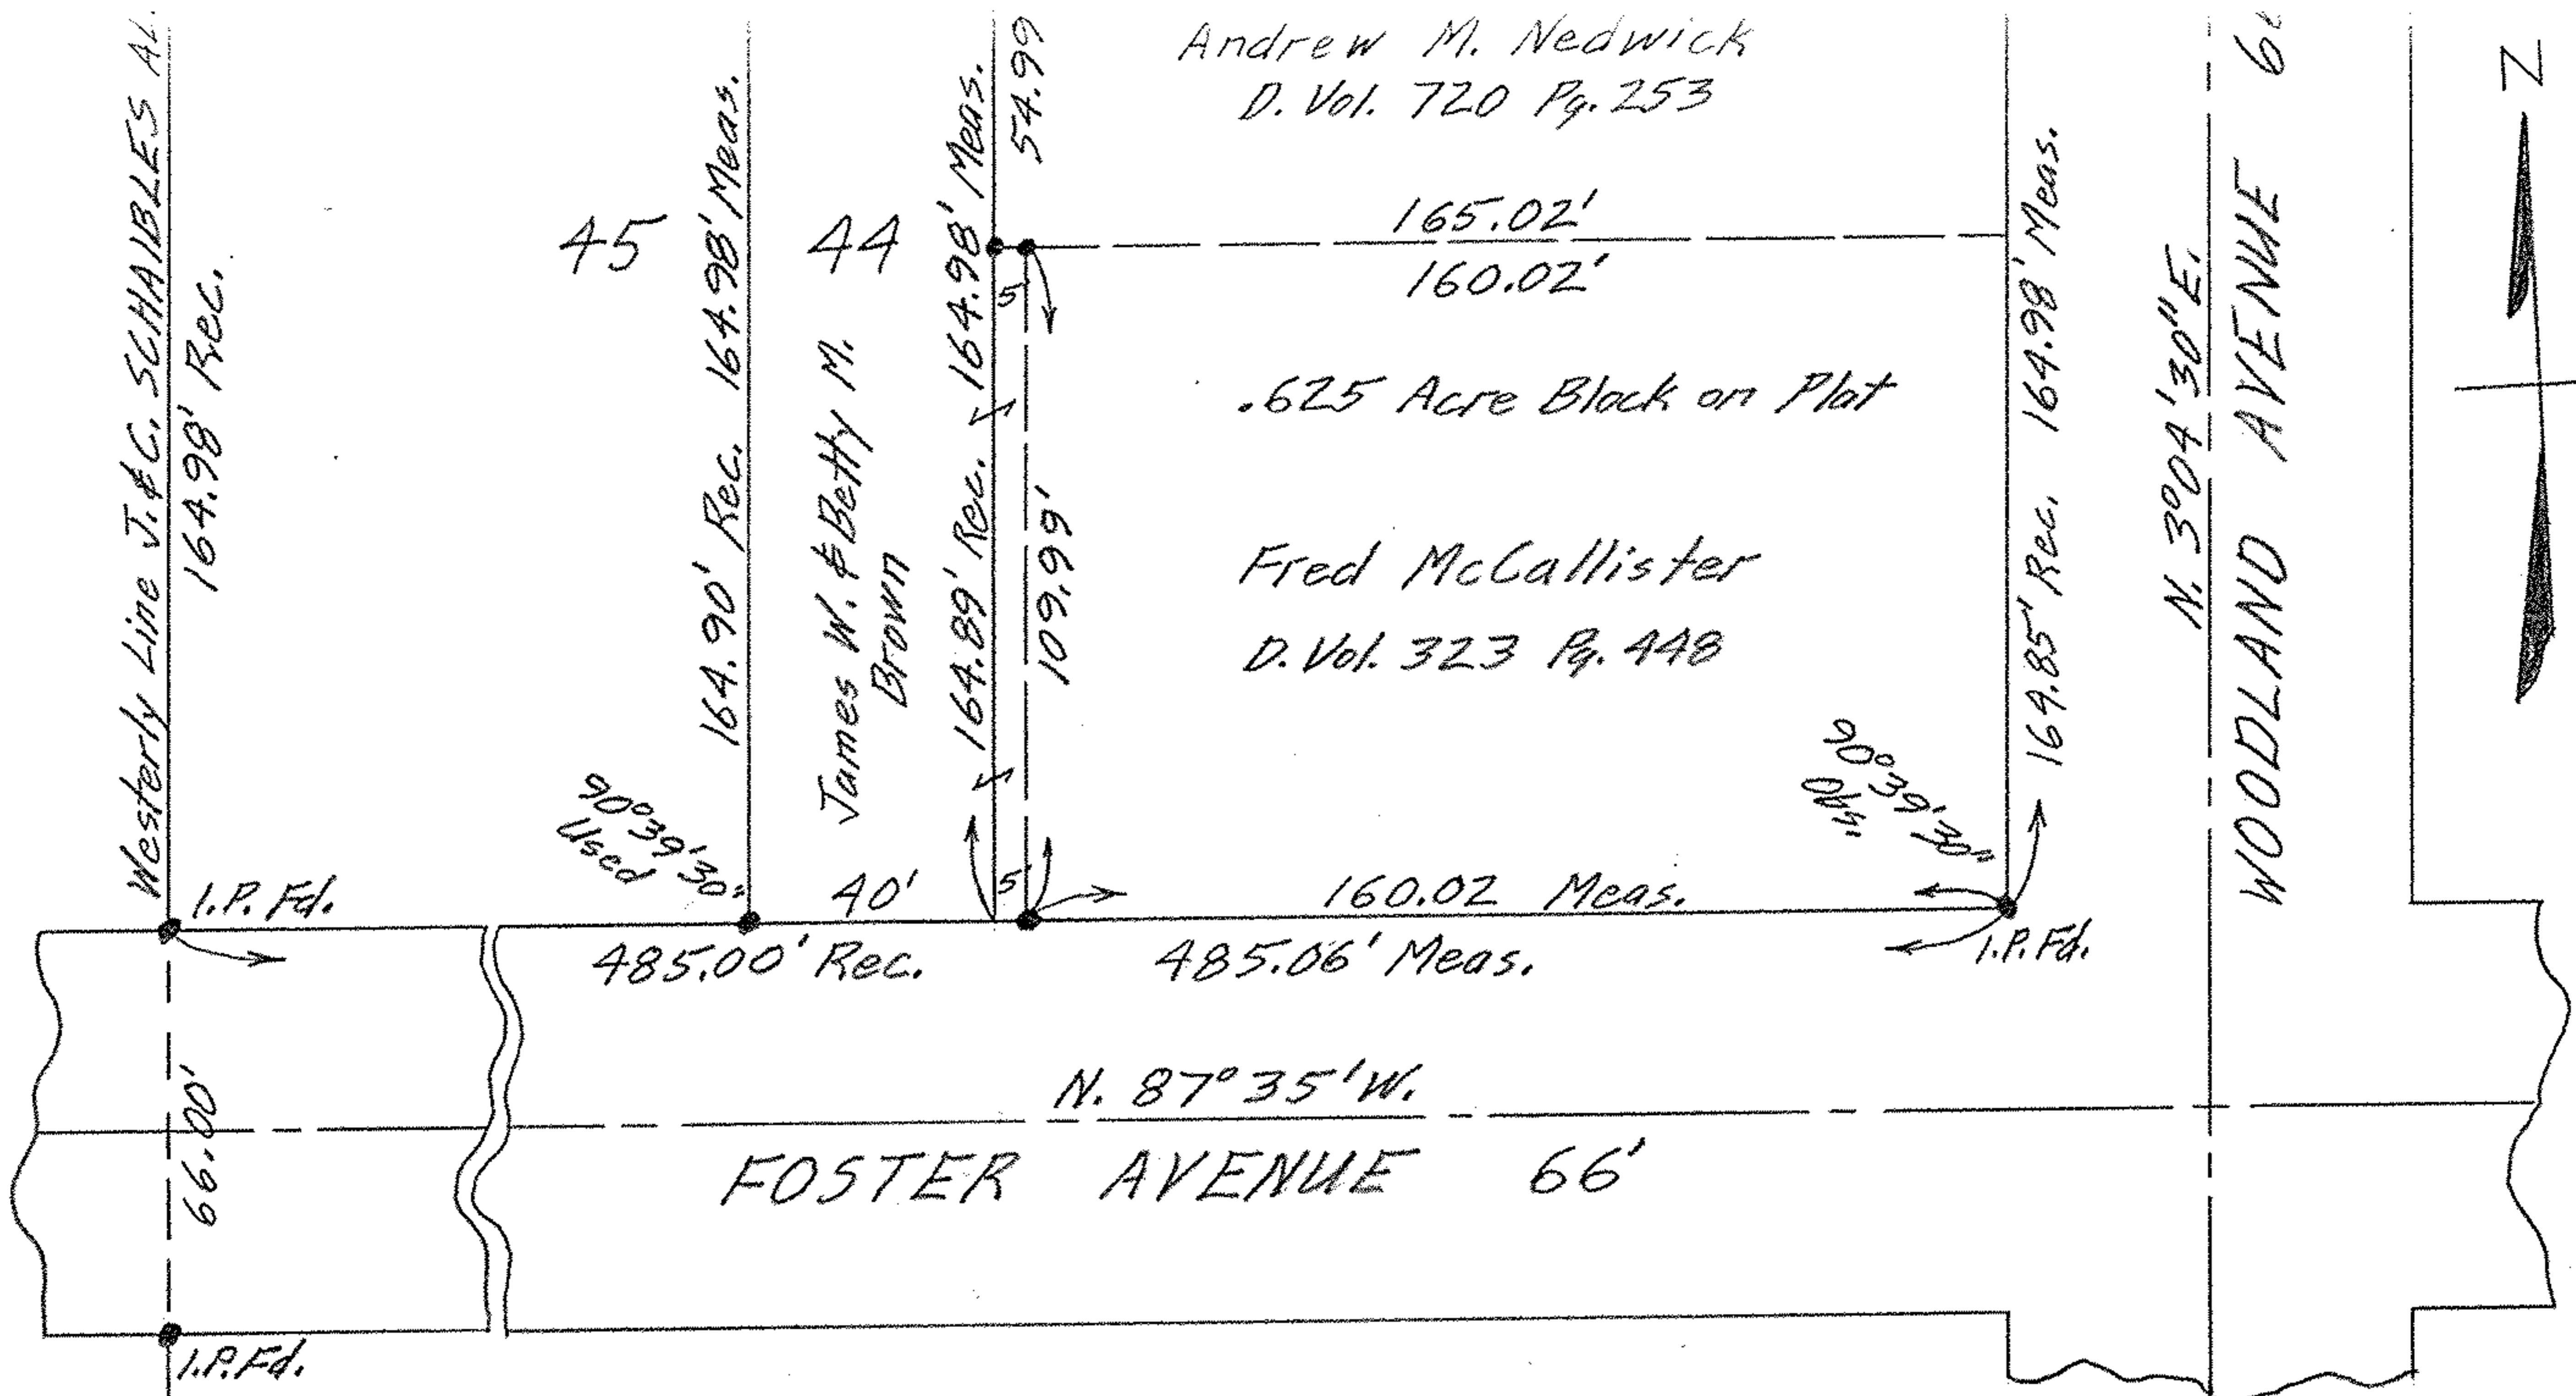 Andrew M. Nedwick
D. Vol. 720 Pg. 253
Westerly Line J. & C. SCHAIBLES
164.98' Rec.
45
164.90' Rec. 164.98' Meas.
44
James W. & Betty M.
Brown
164.89' Rec. 164.98' Meas.
54.99
5'
109.99'
165.02'
160.02'
.625 Acre Block on Plat
Fred McCallister
D. Vol. 323 Pg. 448
164.85' Rec. 164.98' Meas.
N. 3°04'30" E.
WOODLAND AVENUE
N
90°39'30"
Used
90°39'30"
I.P. Fd.
40'
5'
160.02 Meas.
485.00' Rec.
485.06' Meas.
I.P. Fd.
66.00'
N. 87°35' W.
FOSTER AVENUE 66'
I.P. Fd.